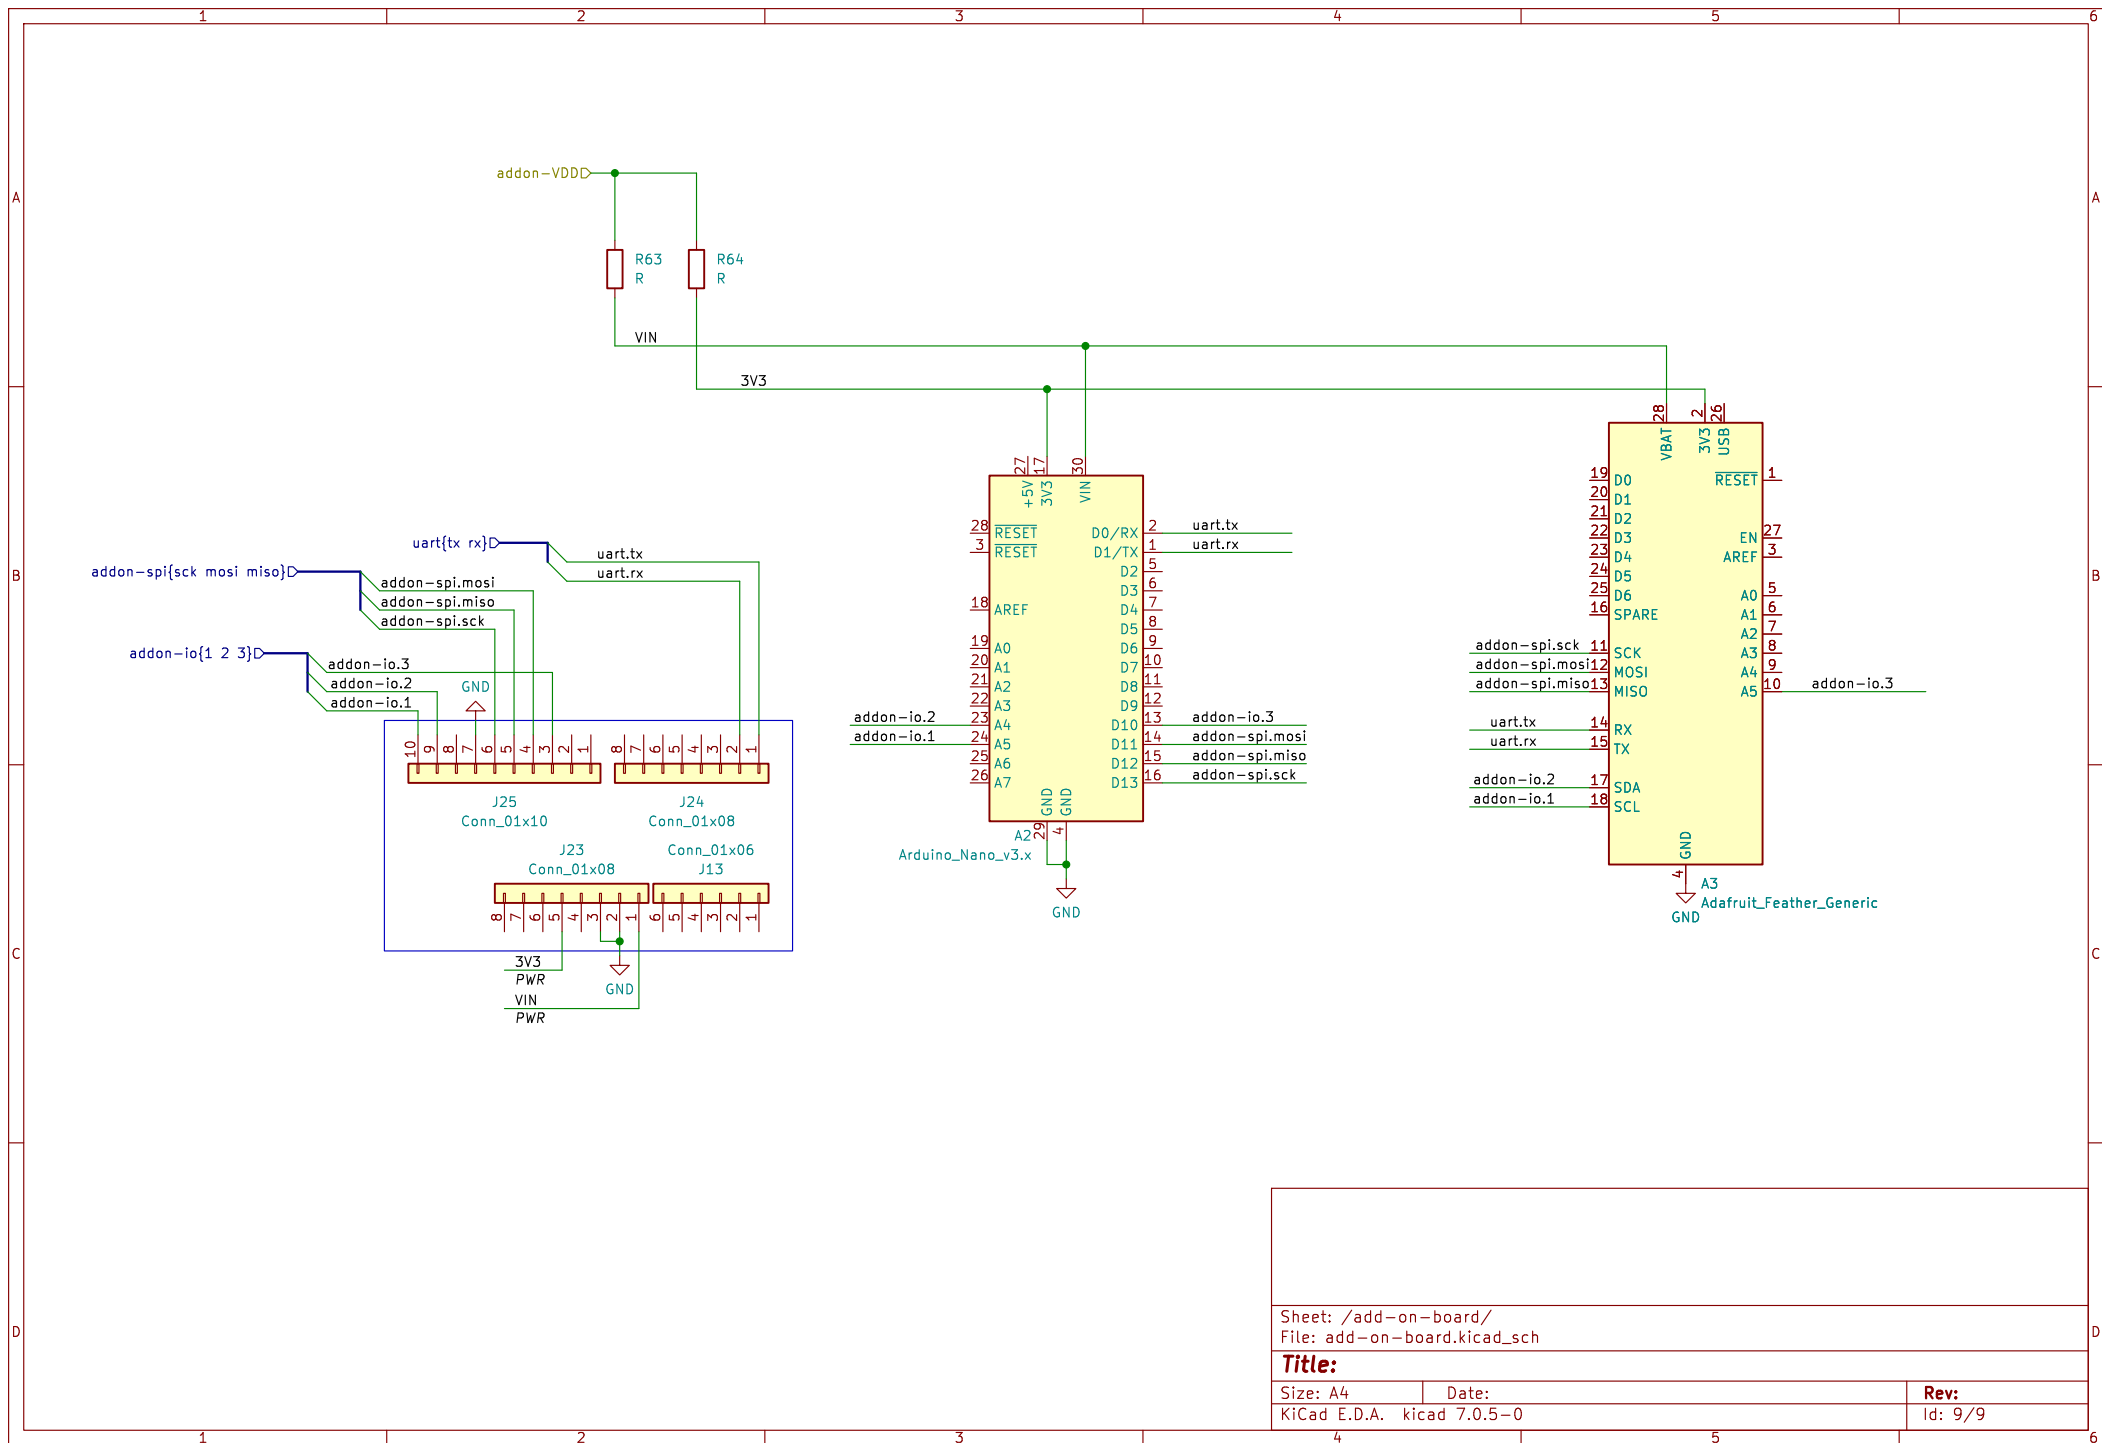 1 2 3 4 5 6
A A
B B
C C
D D
1 2 3 4 5 6
addon-VDD
R63
R
R64
R
VIN
3V3
uart{tx rx}
uart.tx
uart.rx
addon-spi{sck mosi miso}
addon-spi.mosi
addon-spi.miso
addon-spi.sck
addon-io{1 2 3}
addon-io.3
addon-io.2
addon-io.1
GND
10 9 8 7 6 5 4 3 2 1
J25
Conn_01x10
8 7 6 5 4 3 2 1
J24
Conn_01x08
J23
Conn_01x08
8 7 6 5 4 3 2 1
Conn_01x06
J13
6 5 4 3 2 1
3V3
PWR
VIN
PWR
GND
27 17 30
+5V 3V3 VIN
28 RESET
3 RESET
18 AREF
19 A0
20 A1
21 A2
22 A3
addon-io.2 23 A4
addon-io.1 24 A5
25 A6
26 A7
D0/RX 2 uart.tx
D1/TX 1 uart.rx
D2 5
D3 6
D4 7
D5 8
D6 9
D7 10
D8 11
D9 12
D10 13 addon-io.3
D11 14 addon-spi.mosi
D12 15 addon-spi.miso
D13 16 addon-spi.sck
GND GND
29 4
A2
Arduino_Nano_v3.x
GND
28 2 26
VBAT 3V3 USB
19 D0
20 D1
21 D2
22 D3
23 D4
24 D5
25 D6
16 SPARE
addon-spi.sck 11 SCK
addon-spi.mosi 12 MOSI
addon-spi.miso 13 MISO
uart.tx 14 RX
uart.rx 15 TX
addon-io.2 17 SDA
addon-io.1 18 SCL
RESET 1
EN 27
AREF 3
A0 5
A1 6
A2 7
A3 8
A4 9
A5 10 addon-io.3
GND
4
A3
Adafruit_Feather_Generic
GND
Sheet: /add-on-board/
File: add-on-board.kicad_sch
Title:
Size: A4 Date: Rev:
KiCad E.D.A. kicad 7.0.5-0 Id: 9/9